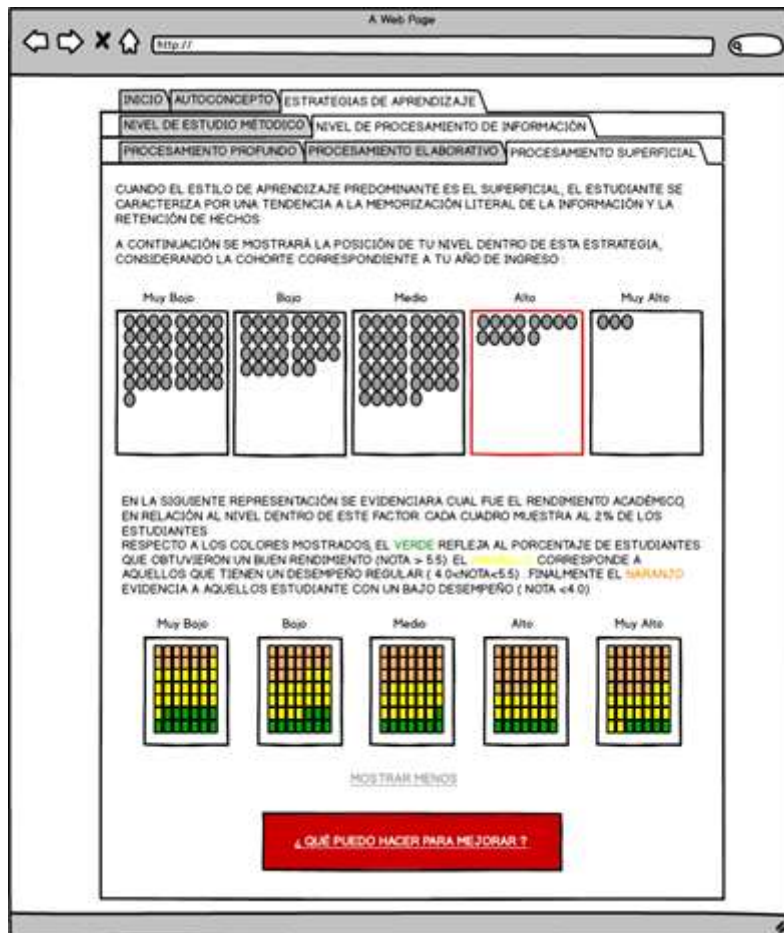 A Web Page
http://
INICIO AUTOCONCEPTO ESTRATEGIAS DE APRENDIZAJE
NIVEL DE ESTUDIO METODICO NIVEL DE PROCESAMIENTO DE INFORMACIÓN
PROCESAMIENTO PROFUNDO PROCESAMIENTO ELABORATIVO PROCESAMIENTO SUPERFICIAL
CUANDO EL ESTILO DE APRENDIZAJE PREDOMINANTE ES EL SUPERFICIAL, EL ESTUDIANTE SE
CARACTERIZA POR UNA TENDENCIA A LA MEMORIZACIÓN LITERAL DE LA INFORMACIÓN Y LA
RETENCIÓN DE HECHOS
A CONTINUACIÓN SE MOSTRARÁ LA POSICIÓN DE TU NIVEL DENTRO DE ESTA ESTRATEGIA,
CONSIDERANDO LA COHORTE CORRESPONDIENTE A TU AÑO DE INGRESO :
Muy Bajo Bajo Medio Alto Muy Alto
EN LA SIGUIENTE REPRESENTACIÓN SE EVIDENCIARA CUAL FUE EL RENDIMIENTO ACADÉMICO,
EN RELACIÓN AL NIVEL DENTRO DE ESTE FACTOR. CADA CUADRO MUESTRA AL 2% DE LOS
ESTUDIANTES
RESPECTO A LOS COLORES MOSTRADOS, EL VERDE REFLEJA AL PORCENTAJE DE ESTUDIANTES
QUE OBTUVIERON UN BUEN RENDIMIENTO (NOTA > 5.5) EL CORRESPONDE A
AQUELLOS QUE TIENEN UN DESEMPEÑO REGULAR ( 4.0<NOTA<5.5) . FINALMENTE EL NARANJO
EVIDENCIA A AQUELLOS ESTUDIANTE CON UN BAJO DESEMPEÑO ( NOTA <4.0)
Muy Bajo Bajo Medio Alto Muy Alto
MOSTRAR MENOS
¿ QUÉ PUEDO HACER PARA MEJORAR ?